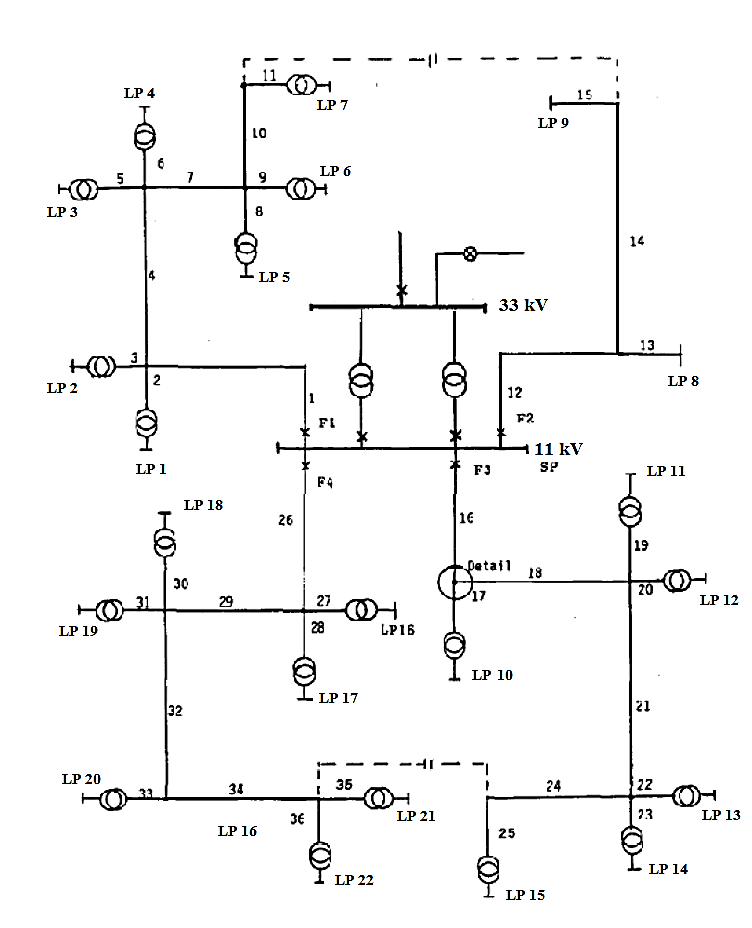 11
LP 7
15
LP 9
LP 4
10
6
5
7
9
LP 6
LP 3
8
14
LP 5
4
33 kV
13
3
LP 2
2
LP 8
1
12
F1
F2
11 kV
LP 1
SP
F3
F4
LP 11
LP 18
26
16
19
Detail
18
20
30
17
31
29
27
LP 12
LP 19
28
LP16
LP 10
LP 17
32
21
LP 20
35
24
22
33
34
36
23
LP 13
LP 16
LP 21
25
LP 14
LP 22
LP 15